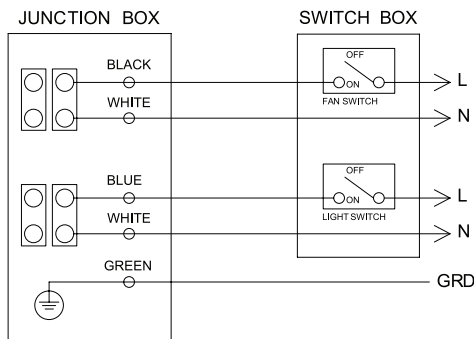 JUNCTION BOX
SWITCH BOX
BLACK
OFF
ON
L
FAN SWITCH
WHITE
N
BLUE
OFF
ON
L
LIGHT SWITCH
WHITE
N
GREEN
GRD